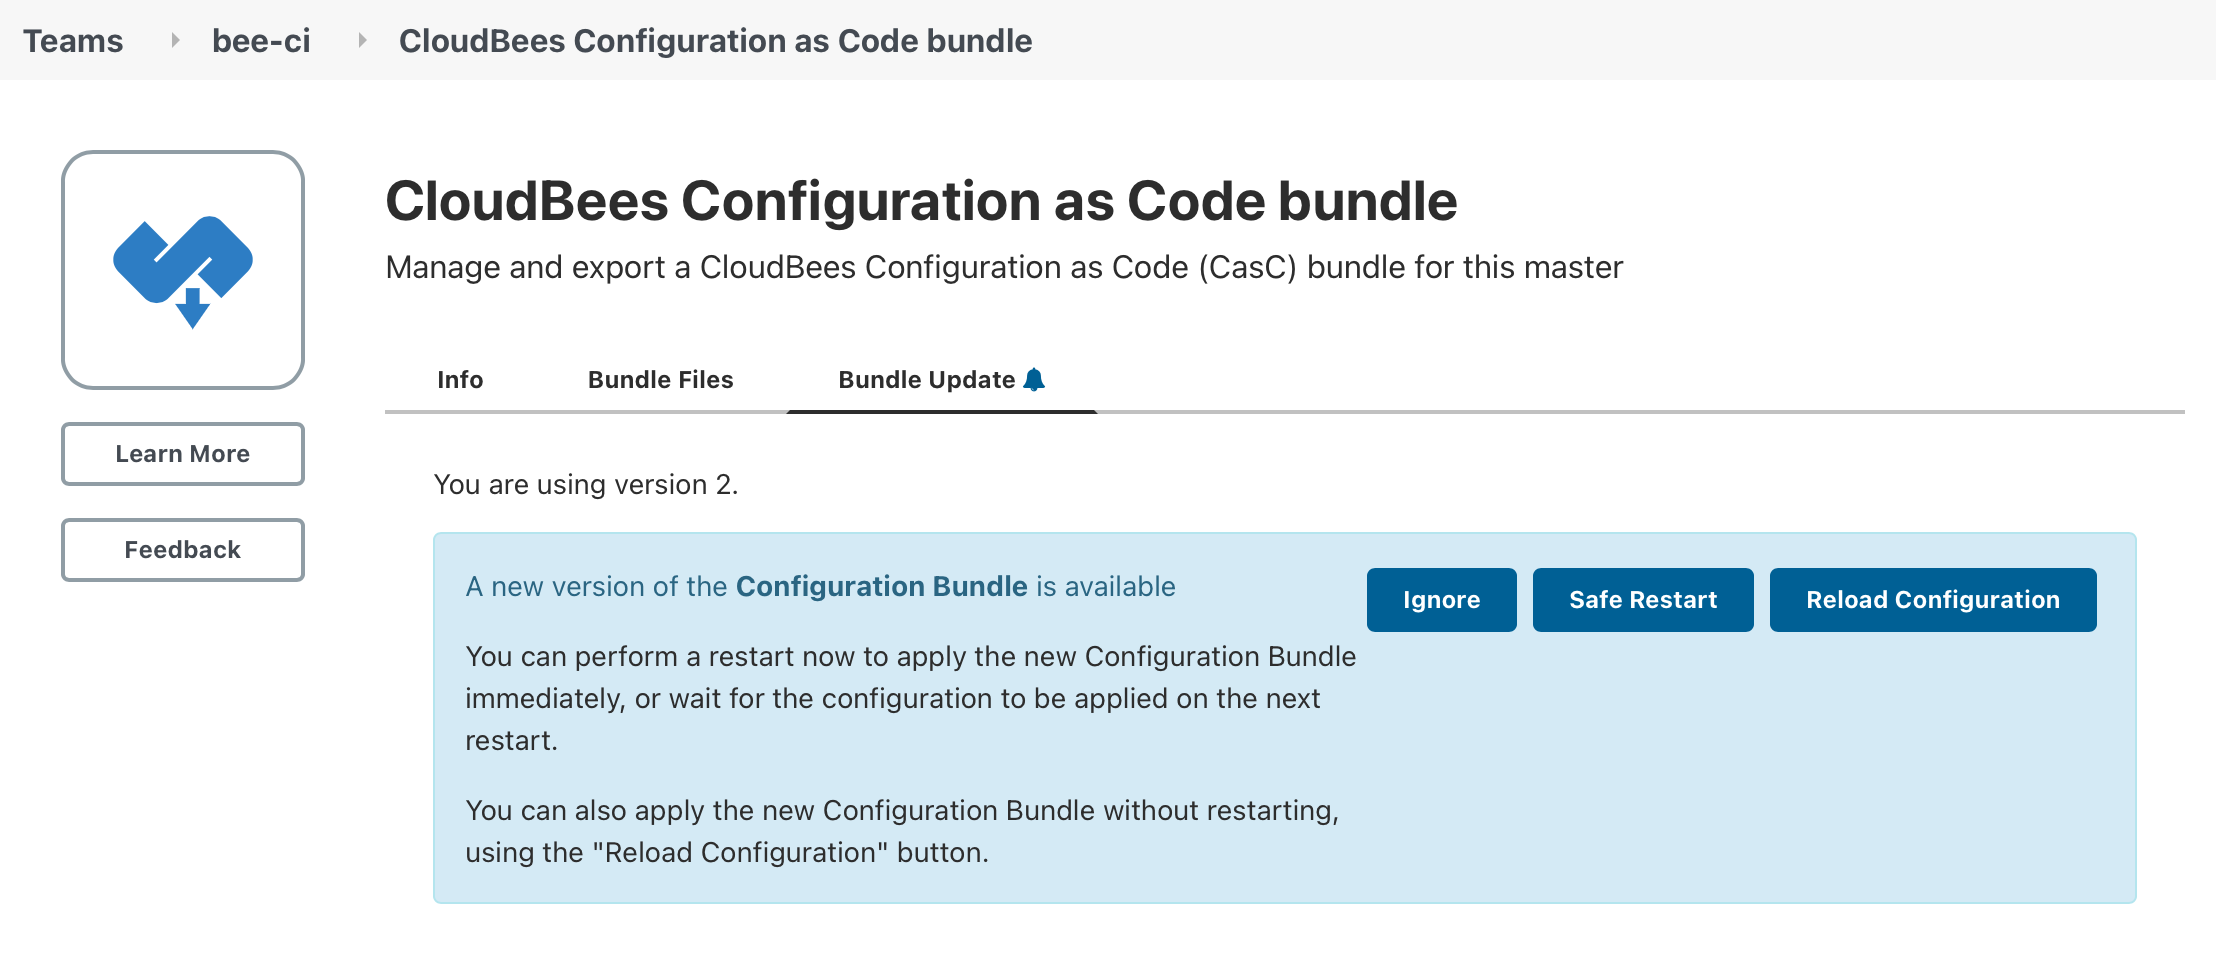 Teams bee-ci CloudBees Configuration as Code bundle
CloudBees Configuration as Code bundle
Manage and export a CloudBees Configuration as Code (CasC) bundle for this master
Learn More
Feedback
Info Bundle Files Bundle Update
You are using version 2.
A new version of the Configuration Bundle is available
Ignore Safe Restart Reload Configuration
You can perform a restart now to apply the new Configuration Bundle
immediately, or wait for the configuration to be applied on the next
restart.
You can also apply the new Configuration Bundle without restarting,
using the "Reload Configuration" button.